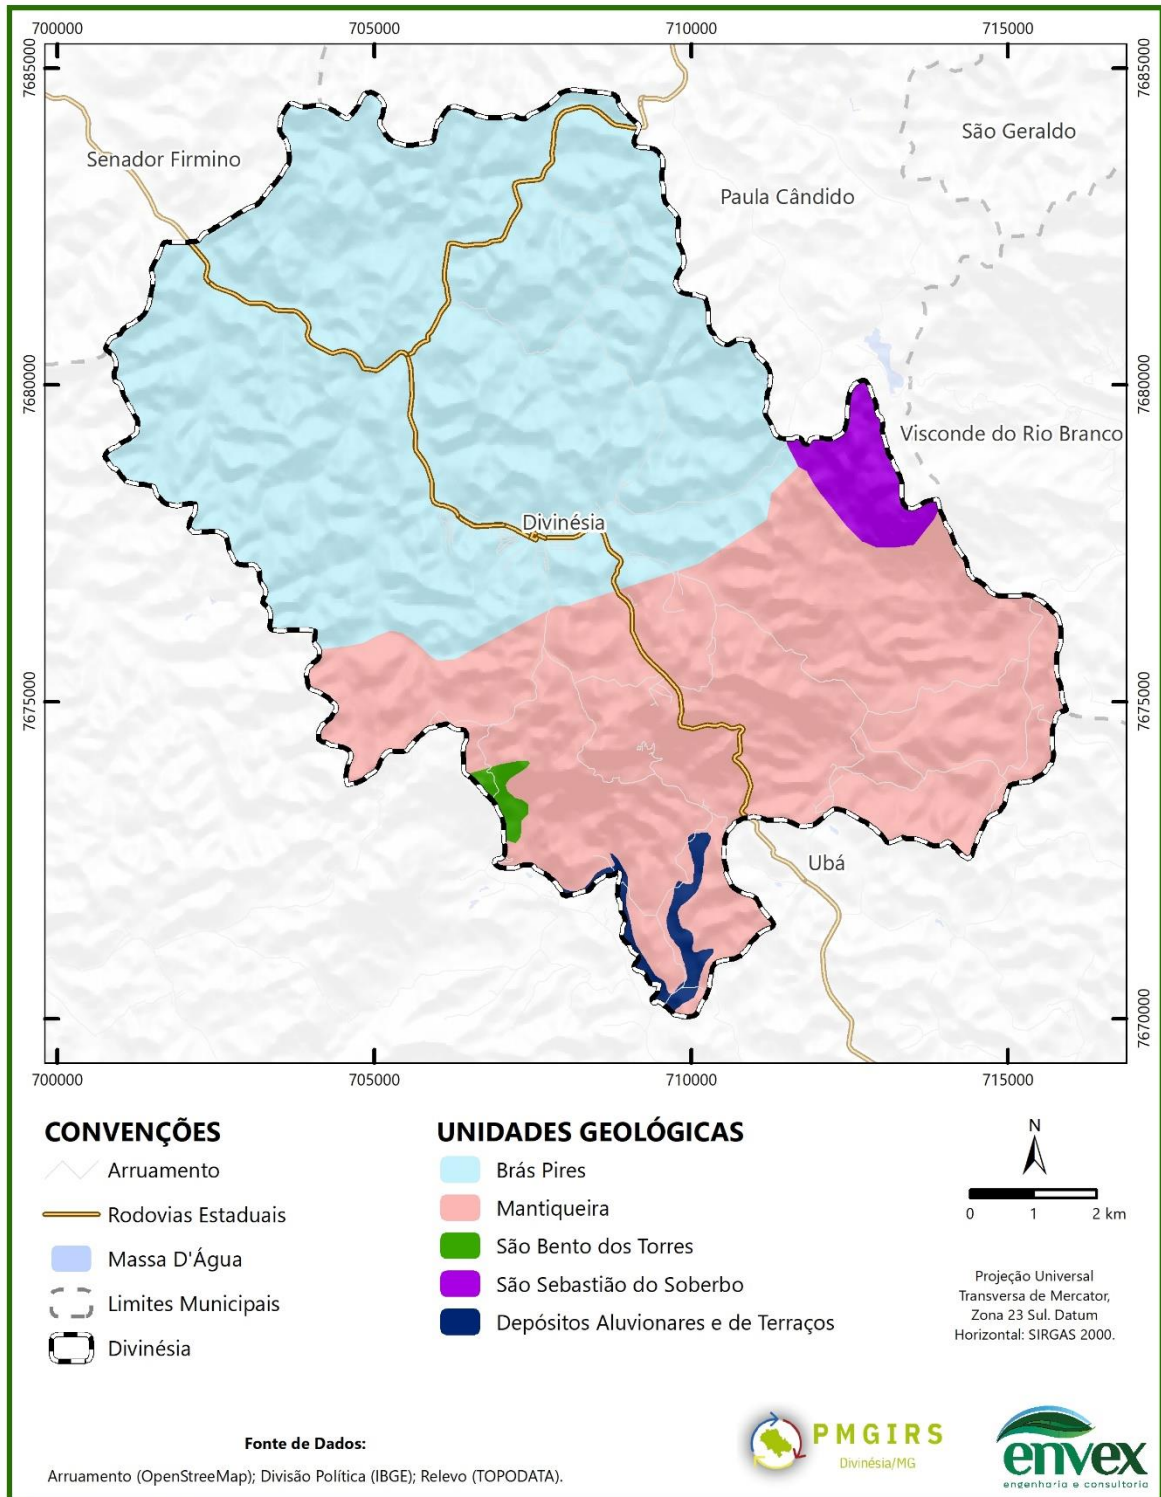 700000
705000
710000
715000
7685000
7685000
São Geraldo
Senador Firmino
Paula Cândido
7680000
7680000
Visconde do Rio Branco
Divinésia
7675000
7675000
Ubá
7670000
700000
705000
710000
715000
CONVENÇÕES
Arruamento
Rodovias Estaduais
Massa D'Água
Limites Municipais
Divinésia
UNIDADES GEOLÓGICAS
Brás Pires
Mantiqueira
São Bento dos Torres
São Sebastião do Soberbo
Depósitos Aluvionares e de Terraços
N
0 1 2 km
Projeção Universal
Transversa de Mercator,
Zona 23 Sul. Datum
Horizontal: SIRGAS 2000.
Fonte de Dados:
Arruamento (OpenStreeMap); Divisão Política (IBGE); Relevo (TOPODATA).
PMGIRS
Divinésia/MG
envex
engenharia e consultoria